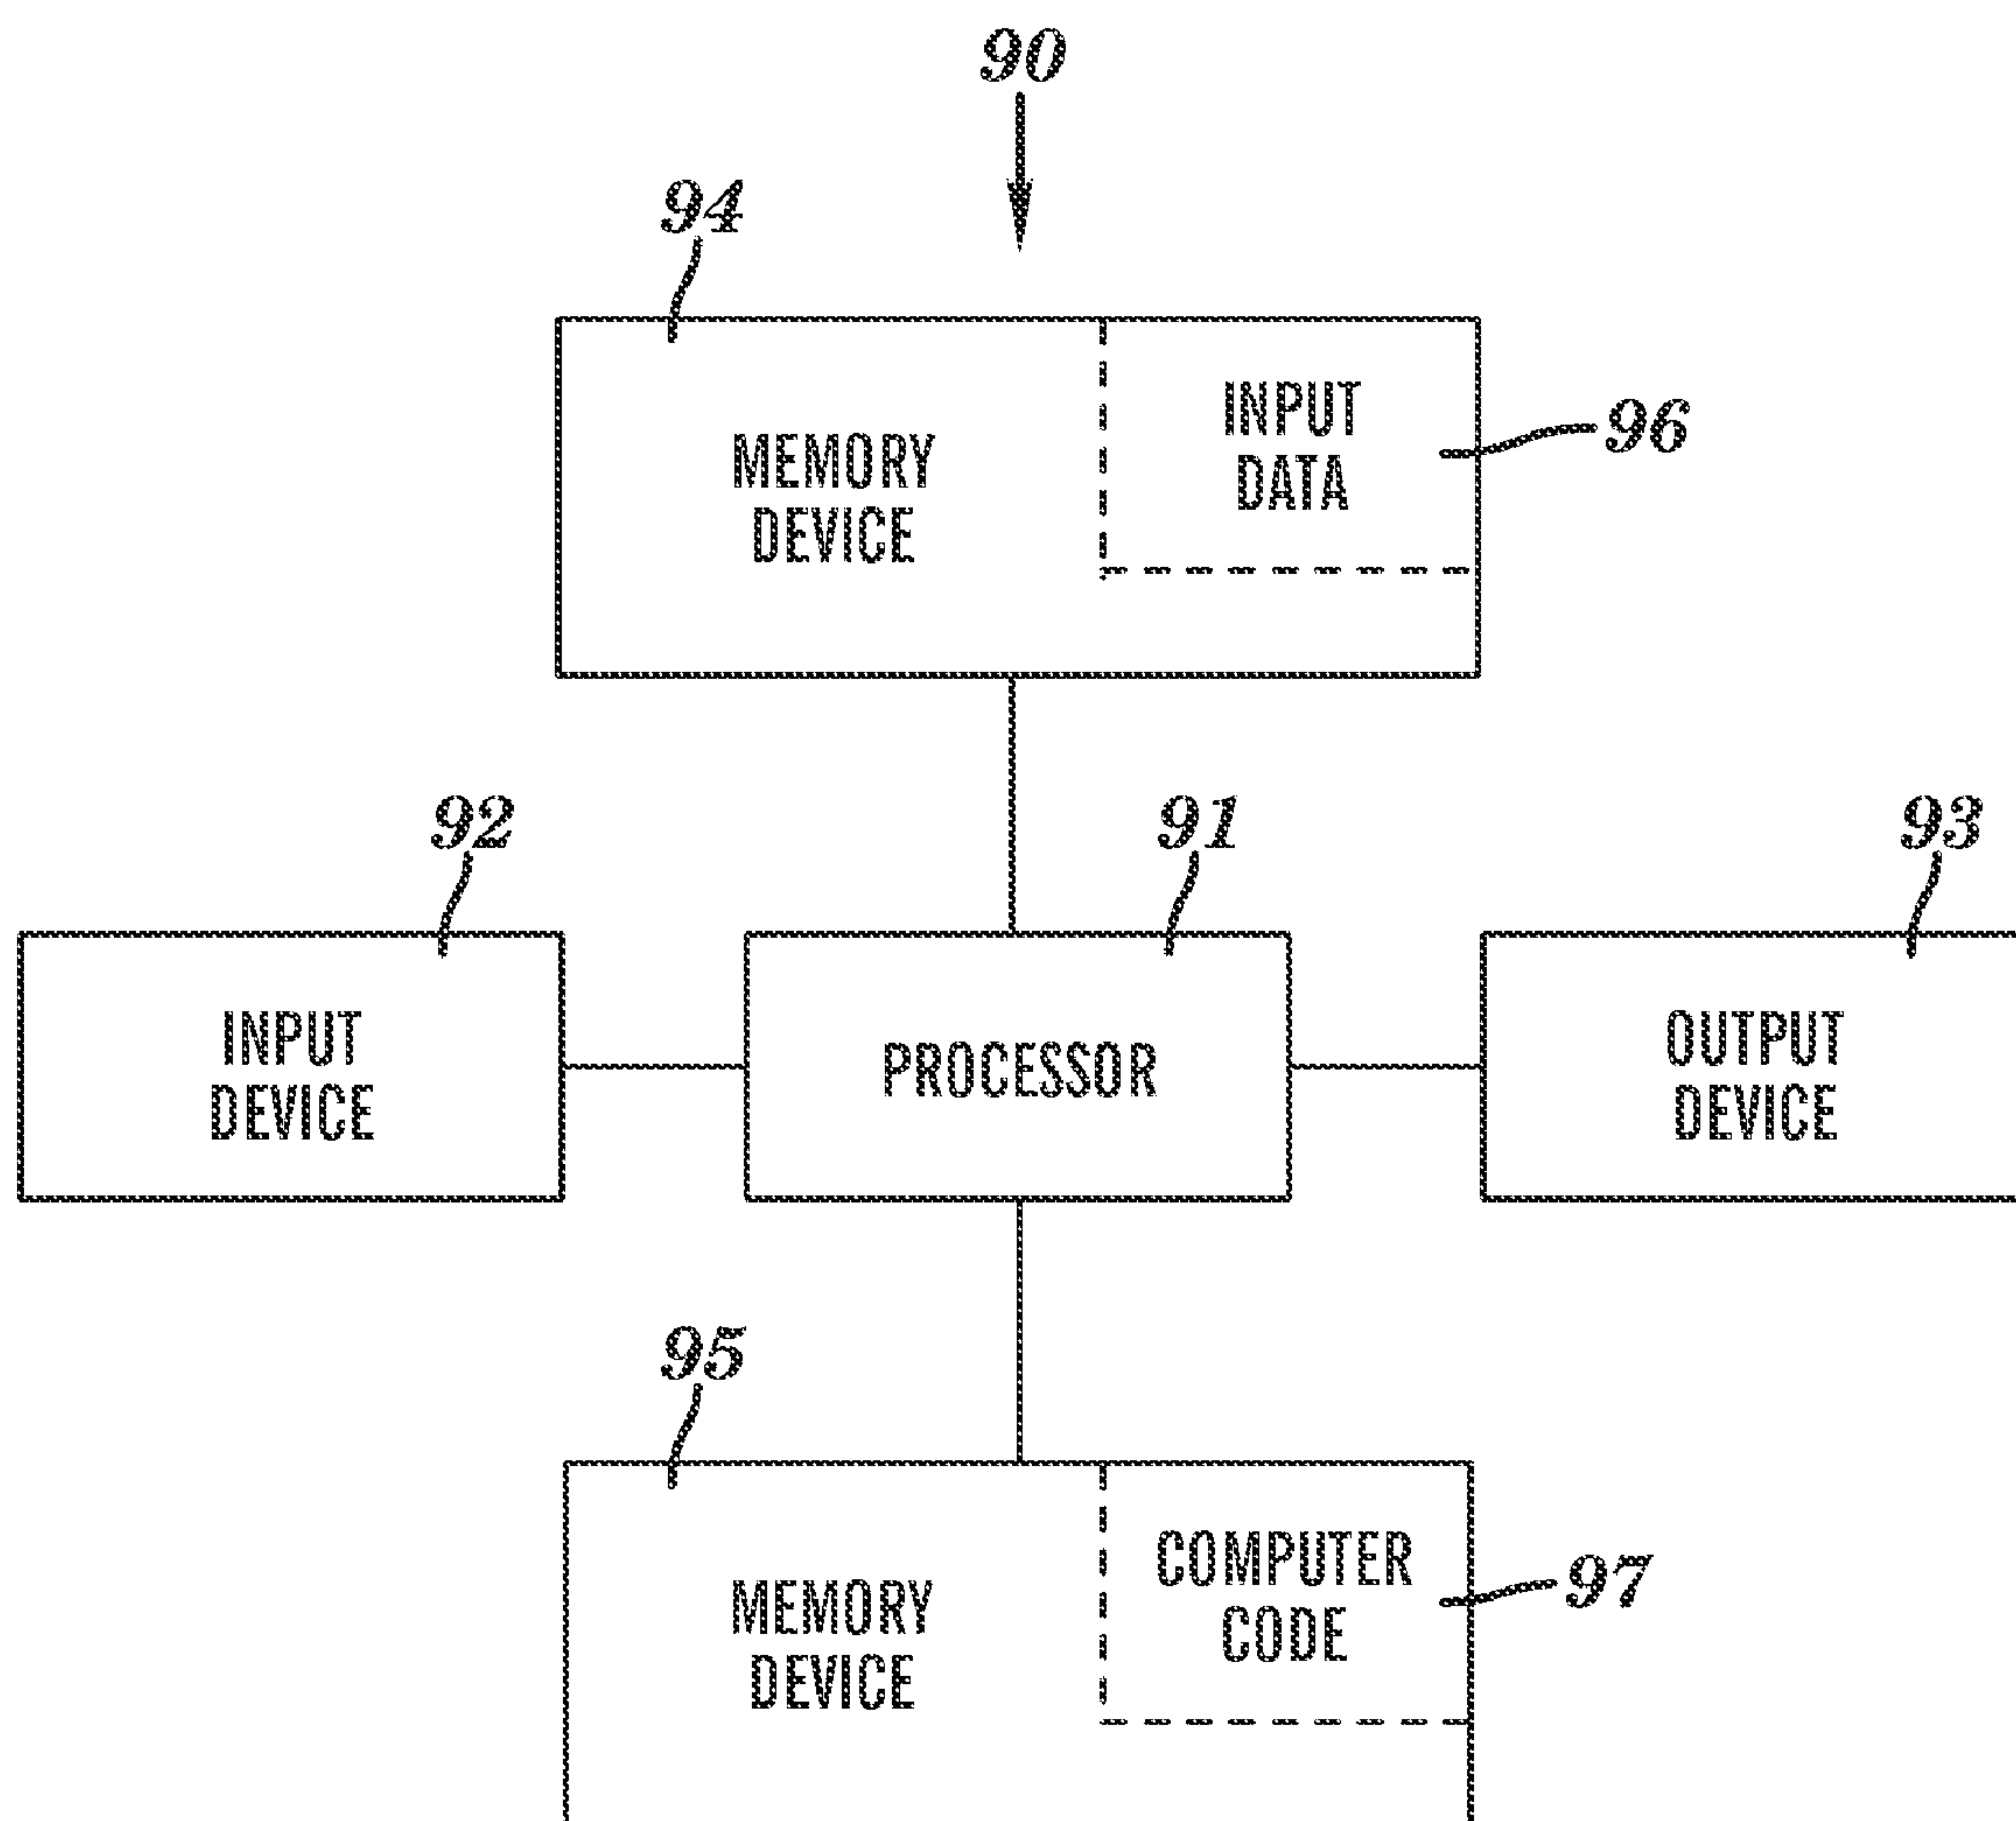 90
94
INPUT
DATA
96
MEMORY
DEVICE
92
91
93
INPUT
DEVICE
PROCESSOR
OUTPUT
DEVICE
95
COMPUTER
CODE
97
MEMORY
DEVICE